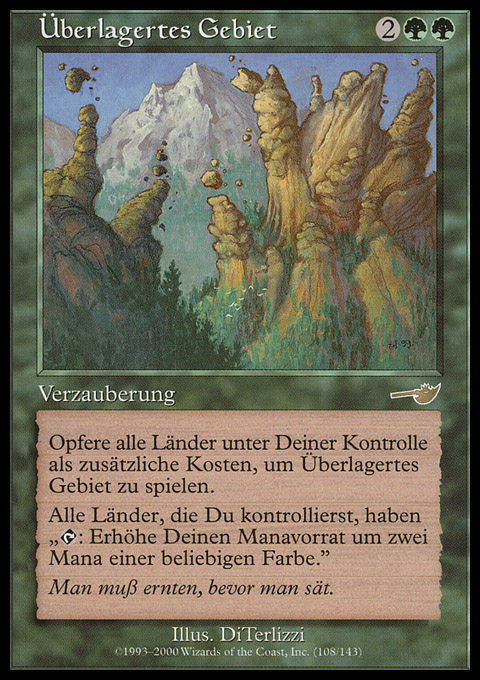 Überlagertes Gebiet
2
Verzauberung
Opfere alle Länder unter Deiner Kontrolle
als zusätzliche Kosten, um Überlagertes
Gebiet zu spielen.
Alle Länder, die Du kontrollierst, haben
„: Erhöhe Deinen Manavorrat um zwei
Mana einer beliebigen Farbe.”
Man muß ernten, bevor man sät.
Illus. DiTerlizzi
©1993–2000 Wizards of the Coast, Inc. (108/143)